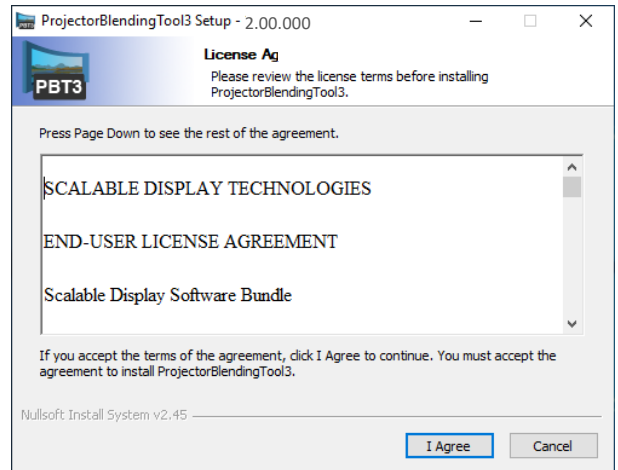 ProjectorBlendingTool3 Setup - 2.00.000
License Ag
Please review the license terms before installing
ProjectorBlendingTool3.
PBT3
Press Page Down to see the rest of the agreement.
SCALABLE DISPLAY TECHNOLOGIES
END-USER LICENSE AGREEMENT
Scalable Display Software Bundle
If you accept the terms of the agreement, click I Agree to continue. You must accept the
agreement to install ProjectorBlendingTool3.
Nullsoft Install System v2.45
I Agree
Cancel